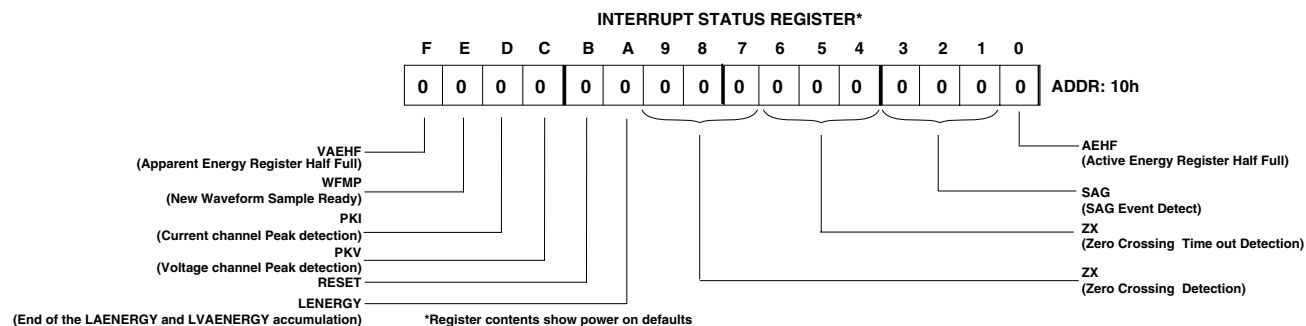 INTERRUPT STATUS REGISTER*
F E D C B A 9 8 7 6 5 4 3 2 1 0
0 0 0 0 0 0 0 0 0 0 0 0 0 0 0 0 ADDR: 10h
VAEHF
(Apparent Energy Register Half Full)
WFMP
(New Waveform Sample Ready)
PKI
(Current channel Peak detection)
PKV
(Voltage channel Peak detection)
RESET
LENERGY
(End of the LAENERGY and LVAENERGY accumulation)
AEHF
(Active Energy Register Half Full)
SAG
(SAG Event Detect)
ZX
(Zero Crossing Time out Detection)
ZX
(Zero Crossing Detection)
*Register contents show power on defaults